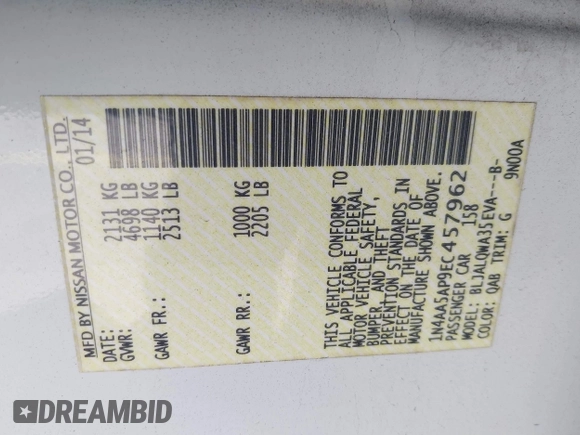 MFD BY NISSAN MOTOR CO., LTD.
DATE: 01/14
GVWR: 2131 KG
4698 LB
GAWR FR.: 1140 KG
2513 LB
GAWR RR.: 1000 KG
2205 LB
THIS VEHICLE CONFORMS TO
ALL APPLICABLE FEDERAL
MOTOR VEHICLE SAFETY,
BUMPER, AND THEFT
PREVENTION STANDARDS IN
EFFECT ON THE DATE OF
MANUFACTURE SHOWN ABOVE.
1N4AA5AP9EC457962
PASSENGER CAR 158
MODEL: BLJALQWA35EVA---B-
COLOR: QAB TRIM: G 9N00A
DREAMBID